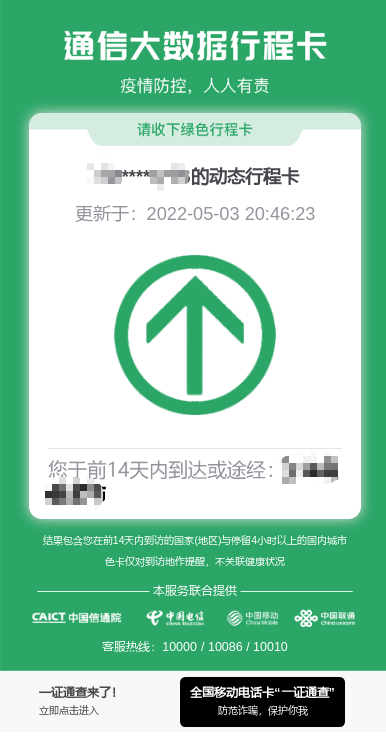 通信大数据行程卡
疫情防控，人人有责
请收下绿色行程卡
****的动态行程卡
更新于：2022-05-03 20:46:23
您于前14天内到达或途经：
结果包含您在前14天内到访的国家(地区)与停留4小时以上的国内城市
色卡仅对到访地作提醒，不关联健康状况
本服务联合提供
CAICT 中国信通院 中国电信 CHINA TELECOM 中国移动 China Mobile 中国联通 China unicom
客服热线：10000 / 10086 / 10010
一证通查来了! 全国移动电话卡“一证通查”
立即点击进入 防范诈骗，保护你我